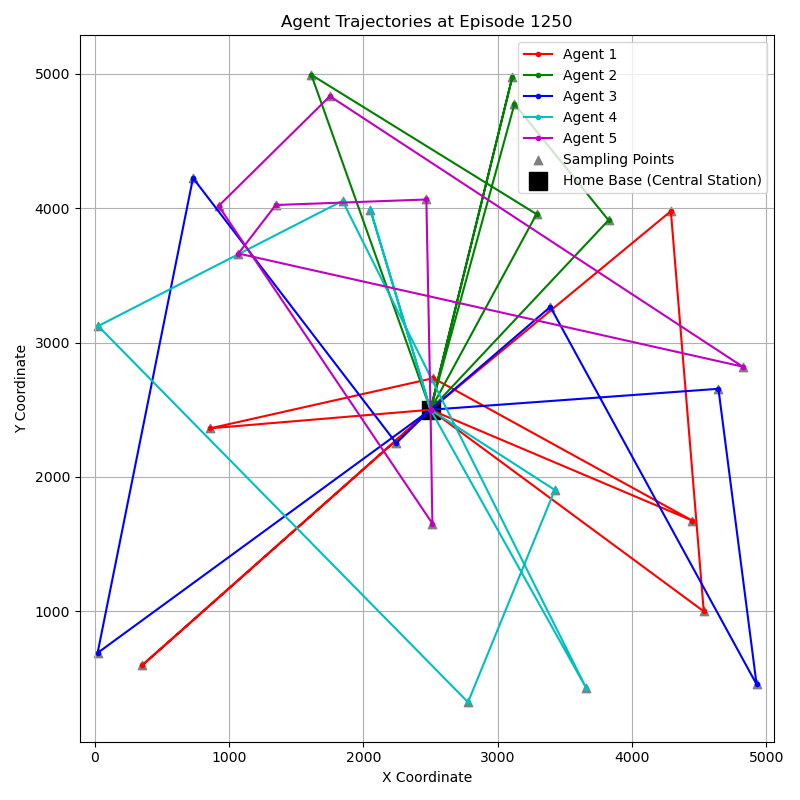 Agent Trajectories at Episode 1250
Agent 1
Agent 2
Agent 3
Agent 4
Agent 5
Sampling Points
Home Base (Central Station)
Y Coordinate
5000
4000
3000
2000
1000
0
1000
2000
3000
4000
5000
X Coordinate